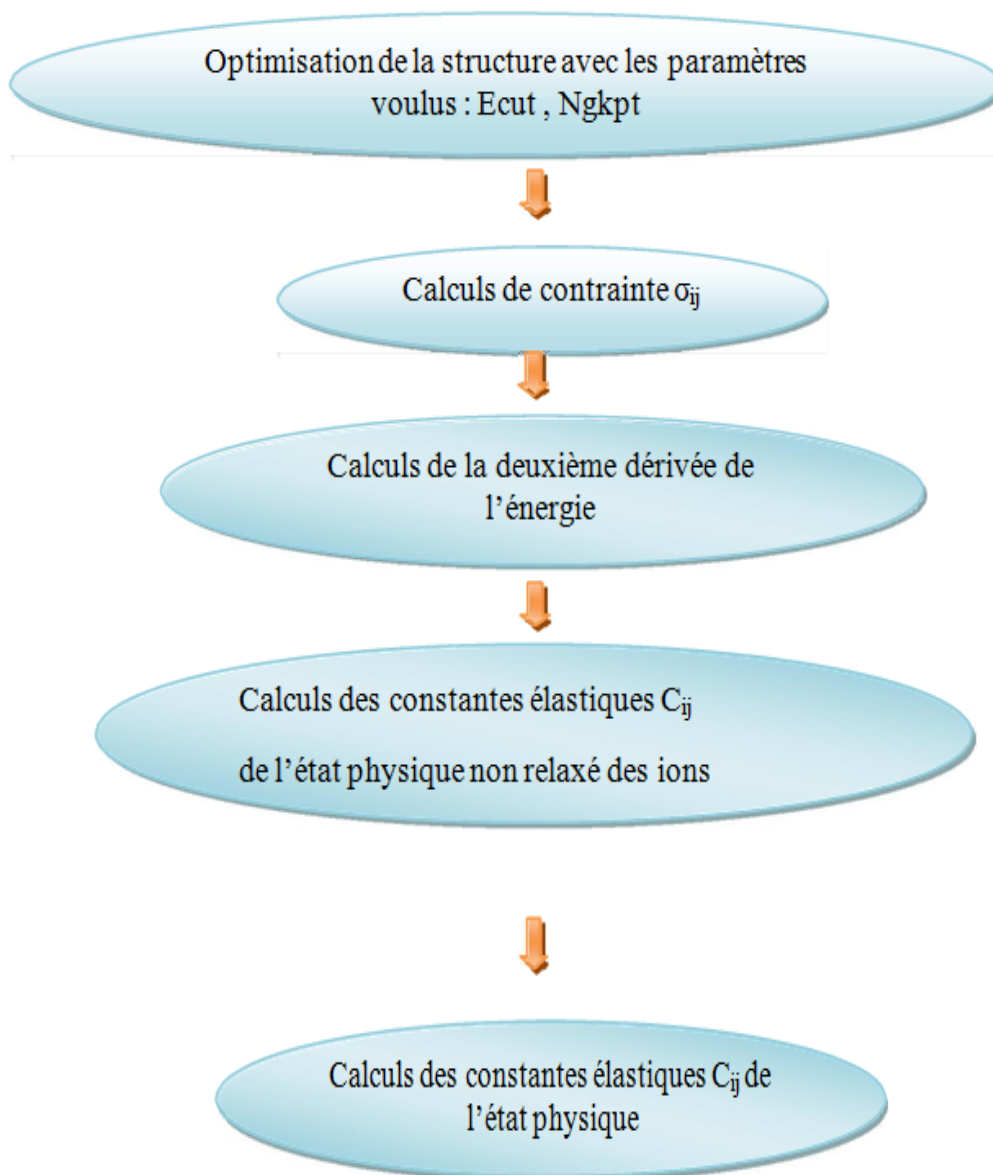 Optimisation de la structure avec les paramètres
voulus : Ecut , Ngkpt
Calculs de contrainte σij
Calculs de la deuxième dérivée de
l’énergie
Calculs des constantes élastiques Cij
de l’état physique non relaxé des ions
Calculs des constantes élastiques Cij de
l’état physique